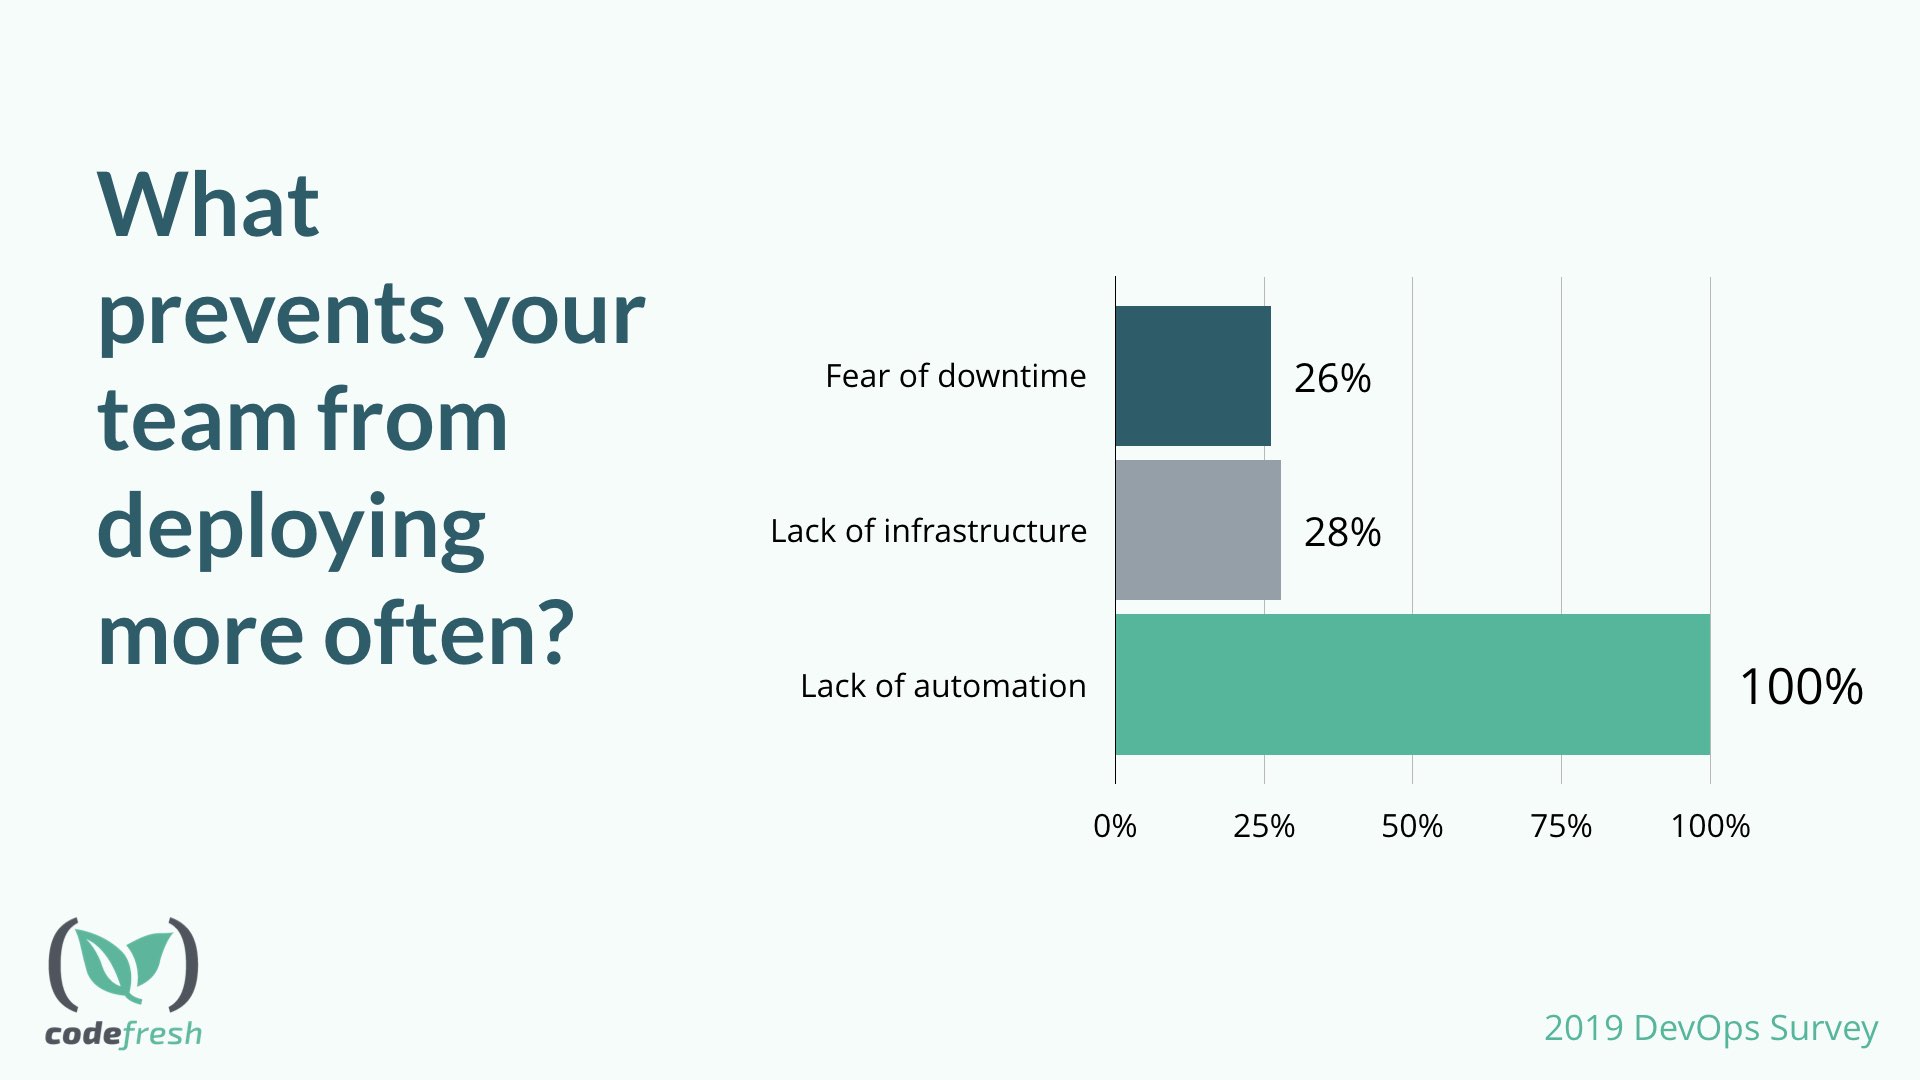 What
prevents your
team from
deploying
more often?
Fear of downtime
26%
Lack of infrastructure
28%
Lack of automation
100%
0%
25%
50%
75%
100%
codefresh
2019 DevOps Survey